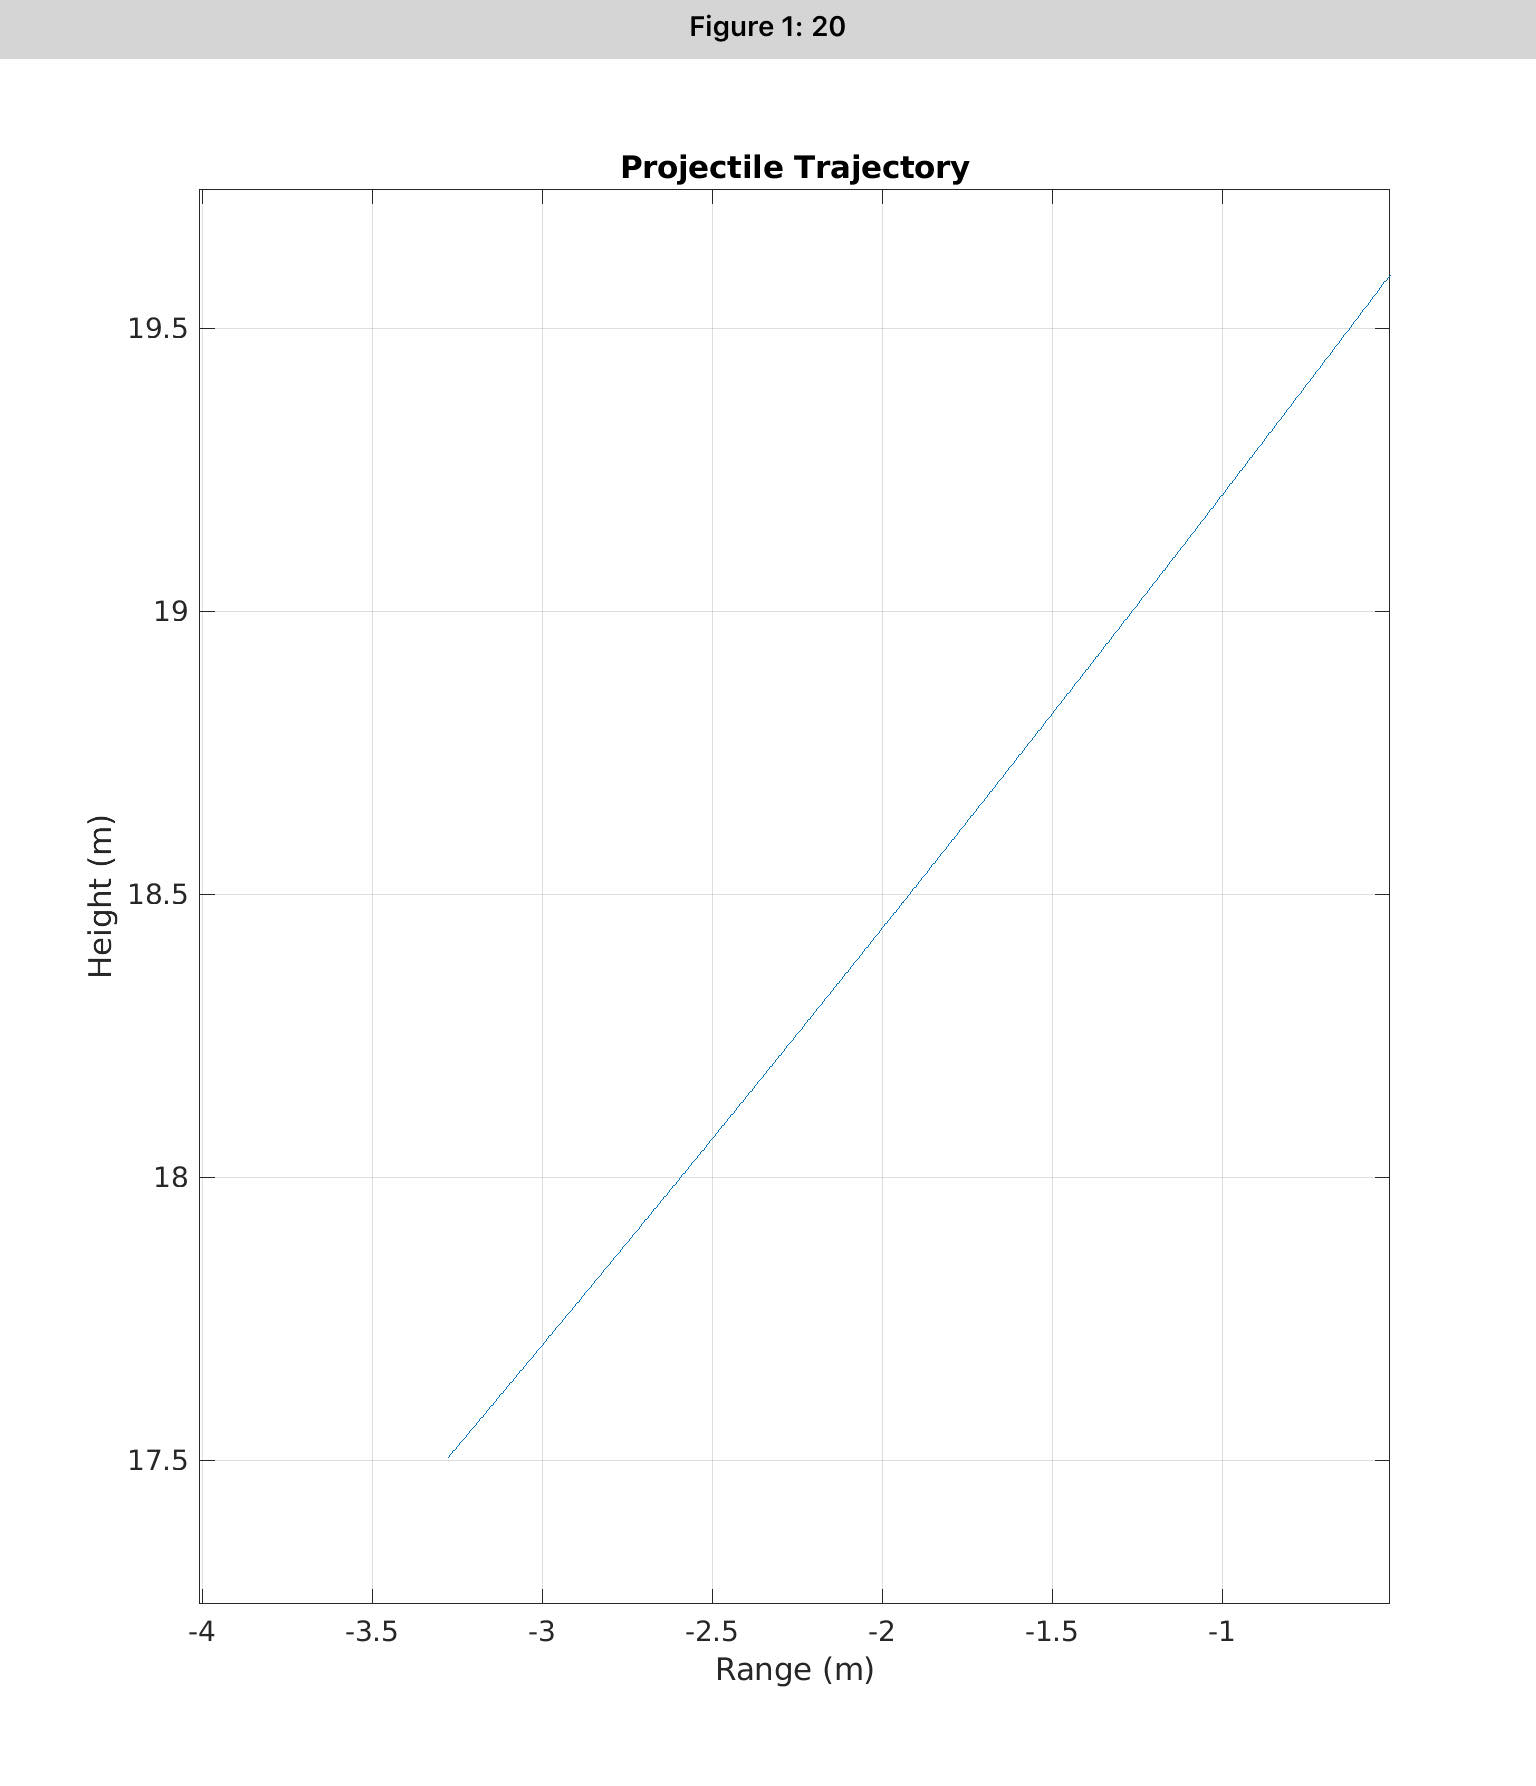 Figure 1: 20
Projectile Trajectory
19.5
19
18.5
18
17.5
Height (m)
-4 -3.5 -3 -2.5 -2 -1.5 -1
Range (m)